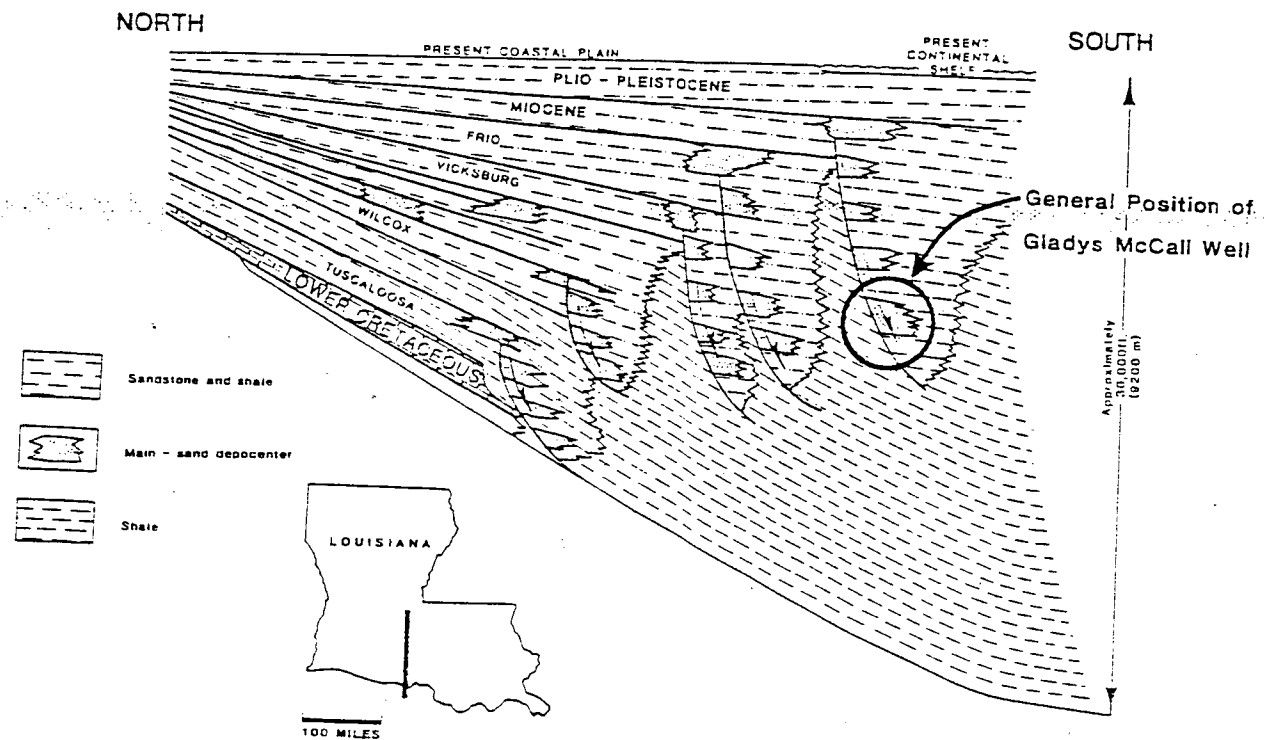 NORTH
SOUTH
PRESENT COASTAL PLAIN
PRESENT
CONTINENTAL
SHELF
PLIO - PLEISTOCENE
MIOCENE
FRIO
VICKSBURG
WILCOX
TUSCALOOSA
LOWER CRETACEOUS
General Position of
Gladys McCall Well
Approximately
30,000ft.
(9200 m)
Sandstone and shale
Main - sand depocenter
Shale
LOUISIANA
100 MILES